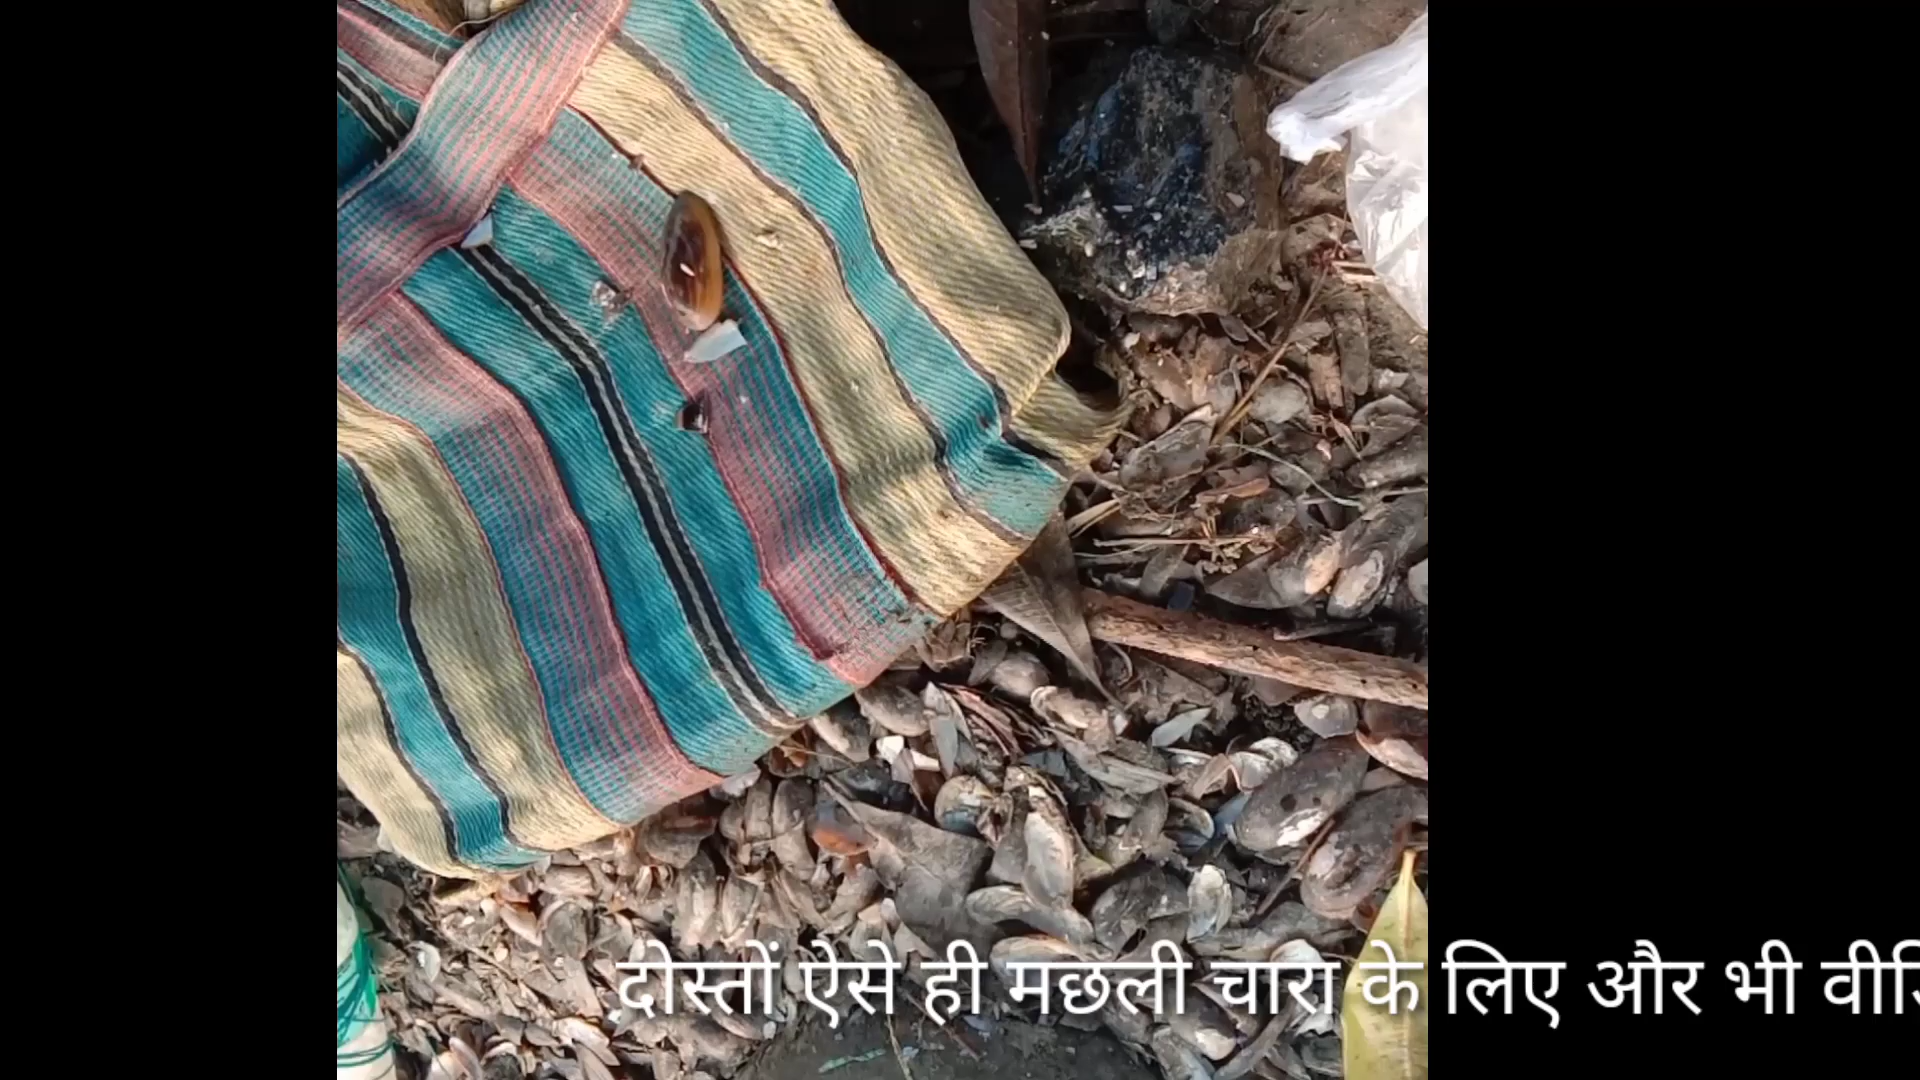 दोस्तों ऐसे ही मछली चारा के लिए और भी